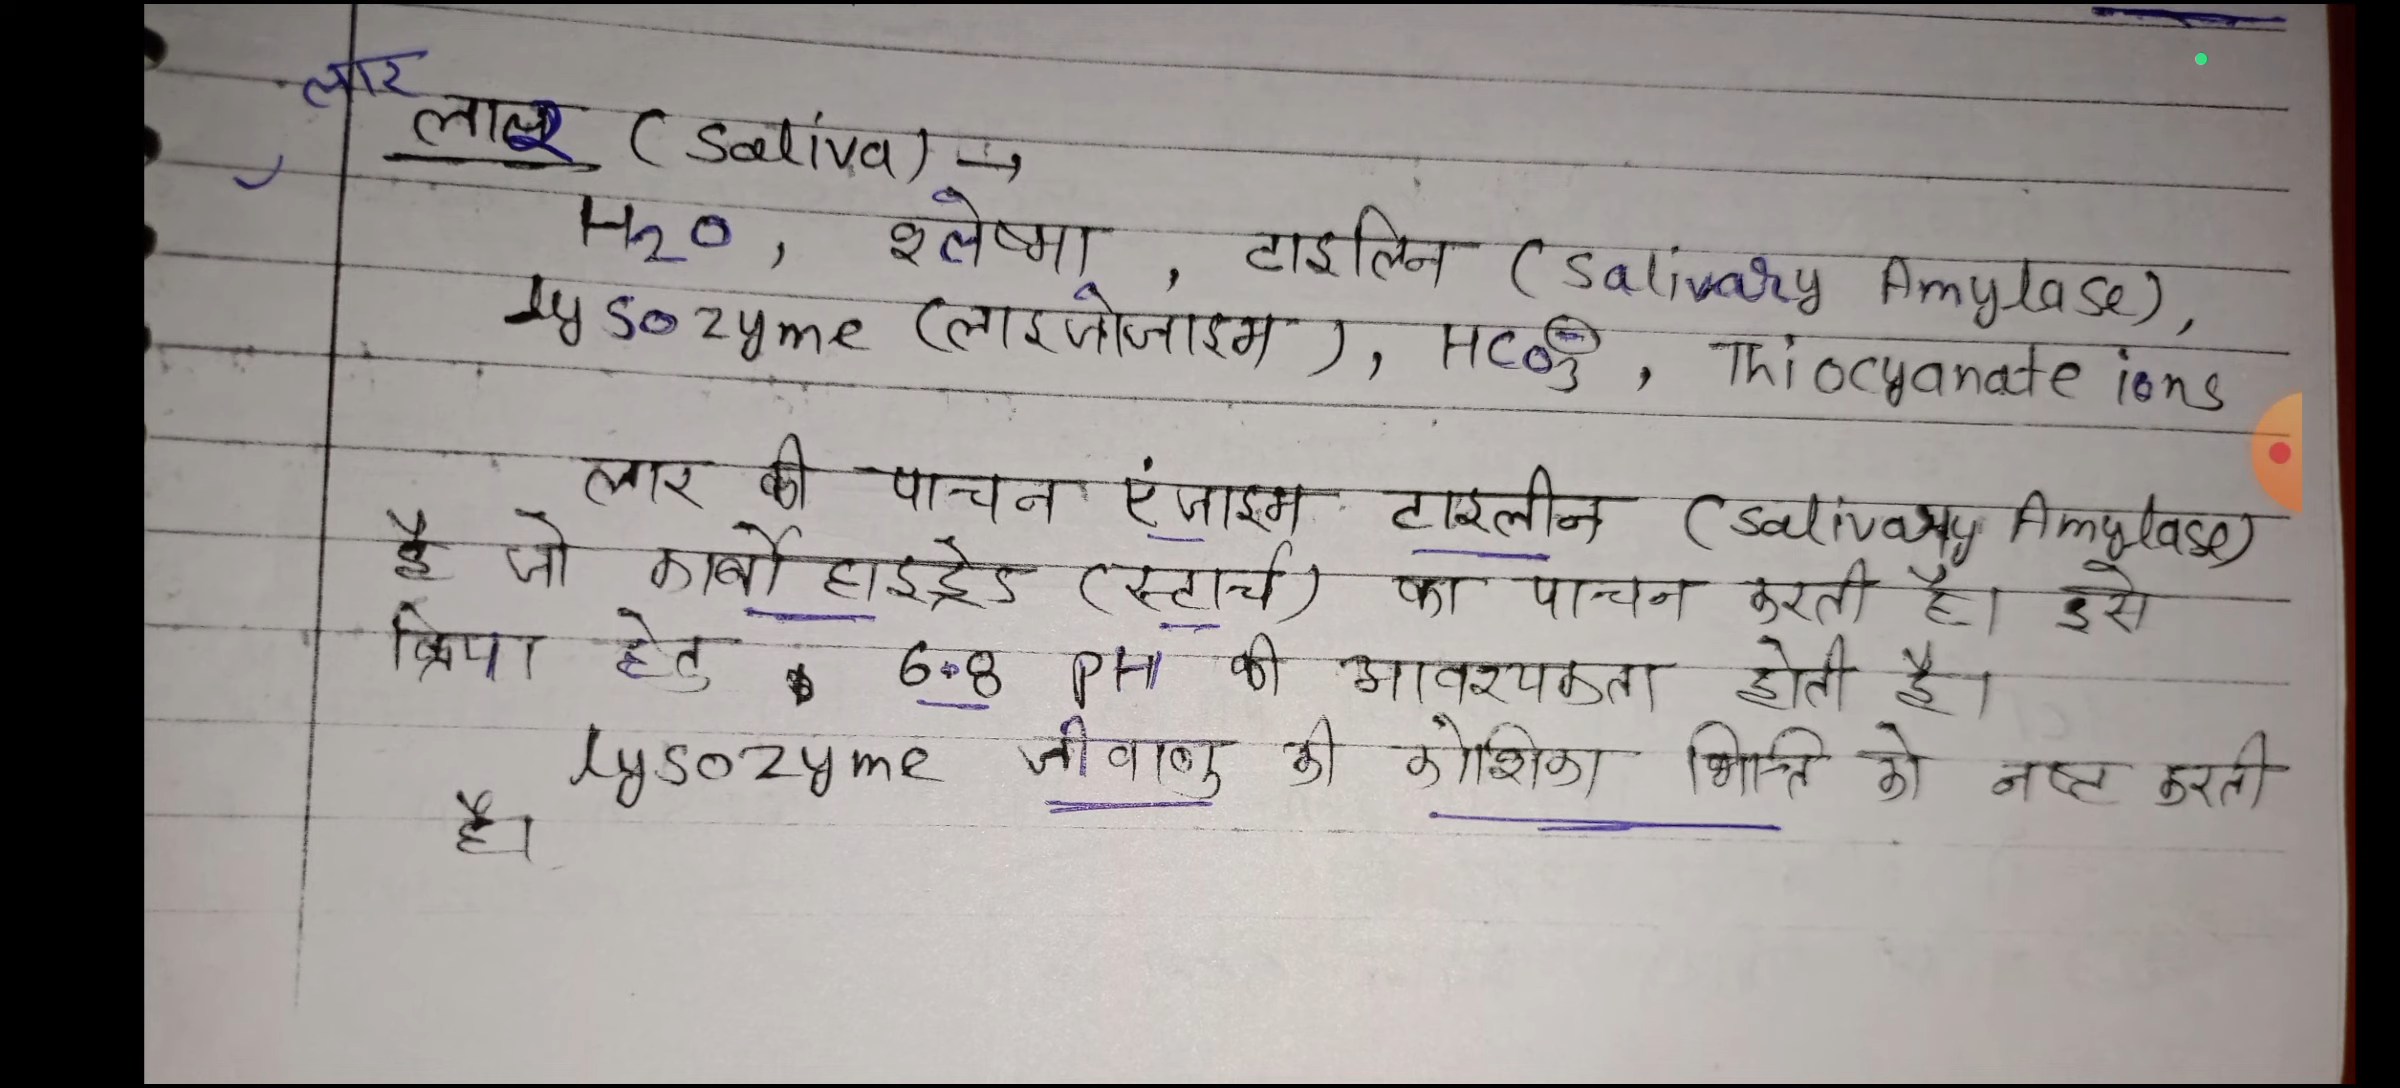 लार
लार (Saliva) →
H2O, श्लेष्मा, टाइलिन (Salivary Amylase),
lysozyme (लाइजोजाइम), HCO3⊖, Thiocyanate ions
लार की पाचन एंजाइम टाइलीन (Salivary Amylase)
है जो कार्बोहाइड्रेड (स्टार्च) का पाचन करती है। इसे
क्रिया हेतु 6.8 PH की आवश्यकता होती है।
lysozyme जीवाणु की कोशिका भित्ति को नष्ट करती
है।